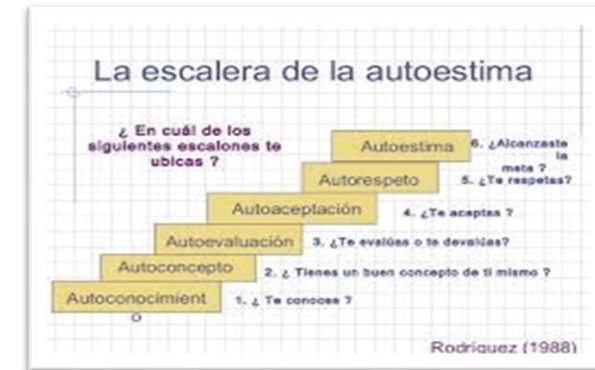 La escalera de la autoestima
¿ En cuál de los
siguientes escalones te
ubicas ?
Autoestima 6. ¿Alcanzaste
la
meta ?
Autorespeto 5. ¿Te respetas?
Autoaceptación 4. ¿Te aceptas ?
Autoevaluación 3. ¿Te evalúas o te devalúas?
Autoconcepto 2. ¿ Tienes un buen concepto de ti mismo ?
Autoconocimient 1. ¿ Te conoces ?
o
Rodríguez (1988)